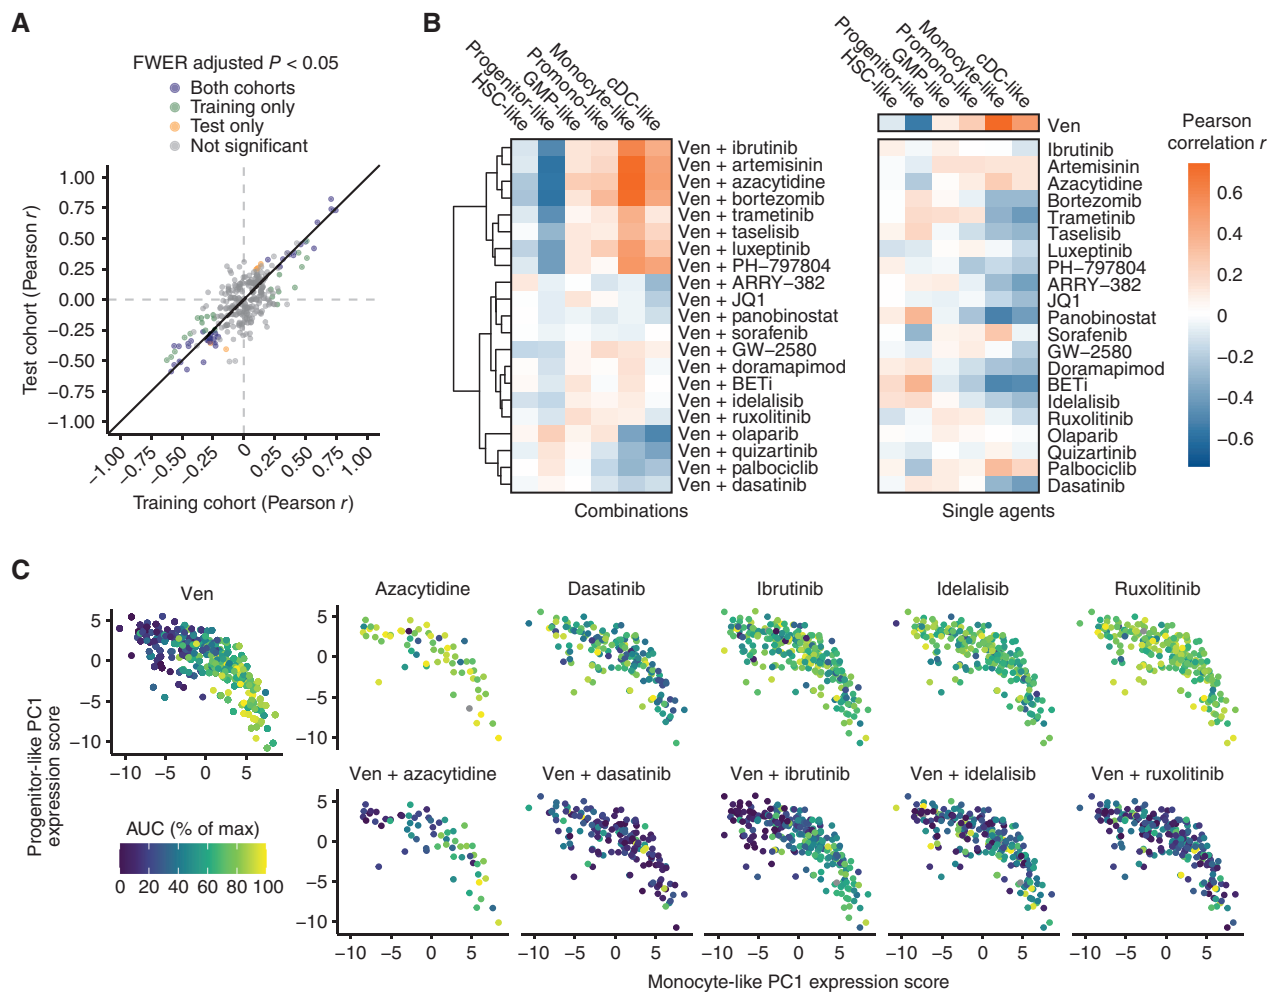 A
FWER adjusted P < 0.05
Both cohorts
Training only
Test only
Not significant
Test cohort (Pearson r)
1.00
0.75
0.50
0.25
0.00
−0.25
−0.50
−0.75
−1.00
−1.00
−0.75
−0.50
−0.25
0
0.25
0.50
0.75
1.00
Training cohort (Pearson r)
B
HSC-like
Progenitor-like
GMP-like
Promono-like
Monocyte-like
cDC-like
Ven + ibrutinib
Ven + artemisinin
Ven + azacytidine
Ven + bortezomib
Ven + trametinib
Ven + taselisib
Ven + luxeptinib
Ven + PH−797804
Ven + ARRY−382
Ven + JQ1
Ven + panobinostat
Ven + sorafenib
Ven + GW−2580
Ven + doramapimod
Ven + BETi
Ven + idelalisib
Ven + ruxolitinib
Ven + olaparib
Ven + quizartinib
Ven + palbociclib
Ven + dasatinib
Combinations
HSC-like
Progenitor-like
GMP-like
Promono-like
Monocyte-like
cDC-like
Ven
Ibrutinib
Artemisinin
Azacytidine
Bortezomib
Trametinib
Taselisib
Luxeptinib
PH−797804
ARRY−382
JQ1
Panobinostat
Sorafenib
GW−2580
Doramapimod
BETi
Idelalisib
Ruxolitinib
Olaparib
Quizartinib
Palbociclib
Dasatinib
Single agents
Pearson
correlation r
0.6
0.4
0.2
0
−0.2
−0.4
−0.6
C
Ven
5
0
−5
−10
−10
−5
0
5
Progenitor-like PC1
expression score
AUC (% of max)
0 20 40 60 80 100
Azacytidine
Dasatinib
Ibrutinib
Idelalisib
Ruxolitinib
5
0
−5
−10
Ven + azacytidine
Ven + dasatinib
Ven + ibrutinib
Ven + idelalisib
Ven + ruxolitinib
5
0
−5
−10
−10 −5 0 5
−10 −5 0 5
−10 −5 0 5
−10 −5 0 5
−10 −5 0 5
Monocyte-like PC1 expression score